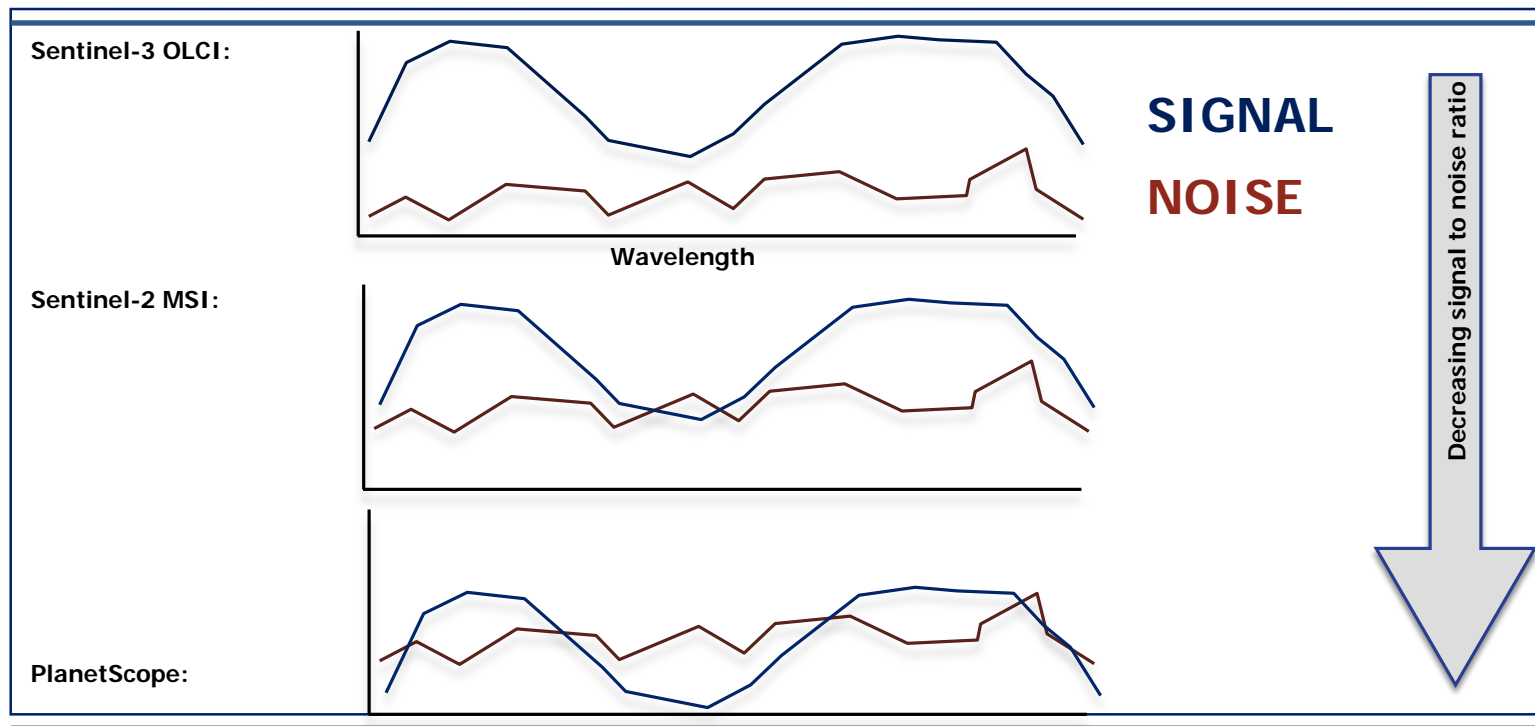 Sentinel-3 OLCI:
SIGNAL
NOISE
Wavelength
Sentinel-2 MSI:
PlanetScope:
Decreasing signal to noise ratio